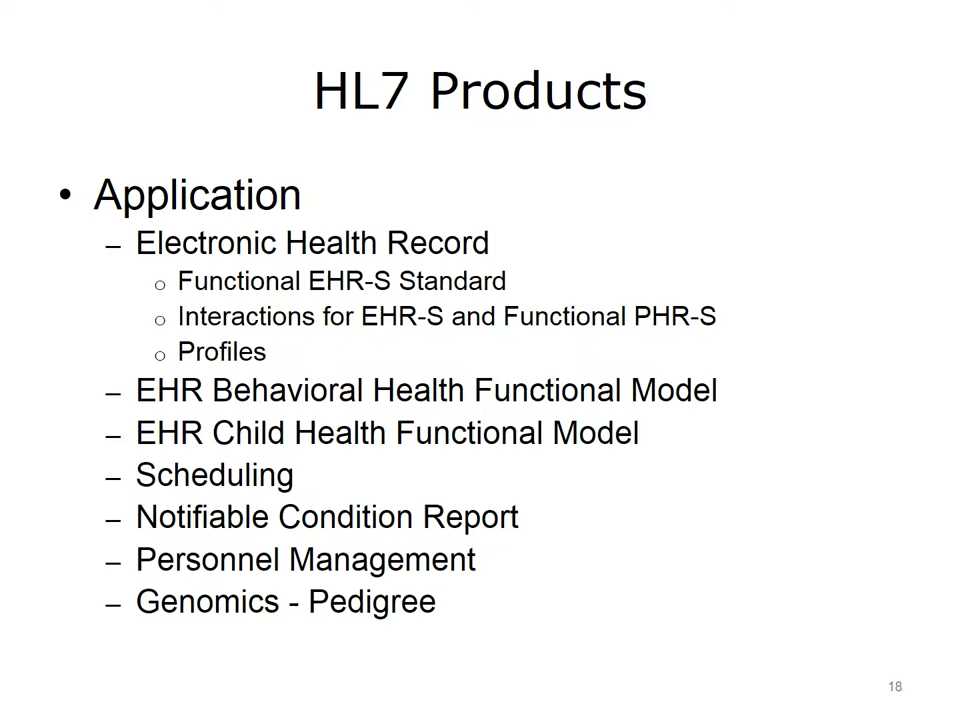 HL7 Products
• Application
– Electronic Health Record
o Functional EHR-S Standard
o Interactions for EHR-S and Functional PHR-S
o Profiles
– EHR Behavioral Health Functional Model
– EHR Child Health Functional Model
– Scheduling
– Notifiable Condition Report
– Personnel Management
– Genomics - Pedigree
18